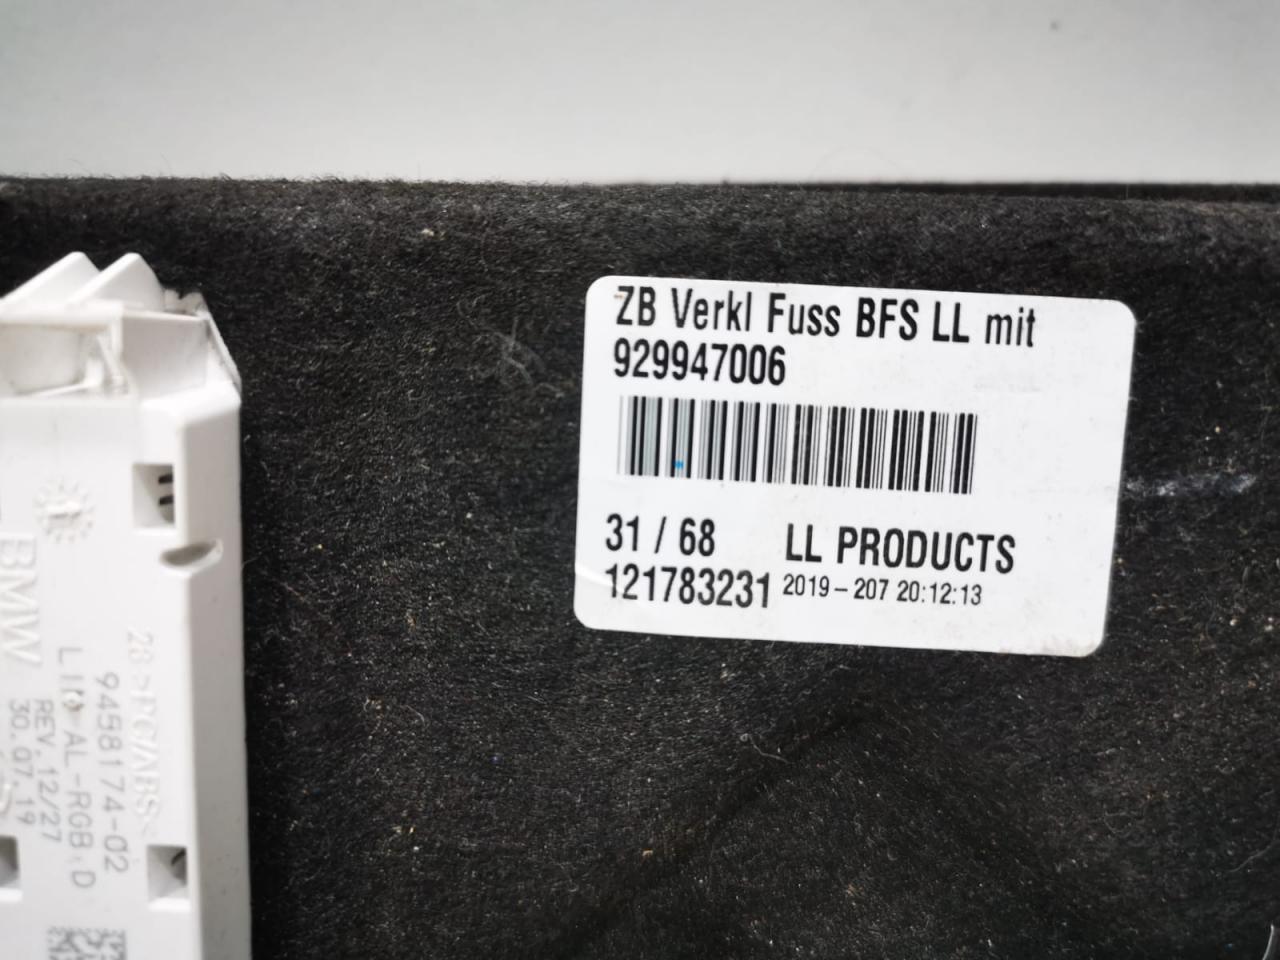 ZB Verkl Fuss BFS LL mit
929947006
31 / 68
LL PRODUCTS
121783231
2019-207 20:12:13
BMW
9458174-02
REV.12/27
30.07.19